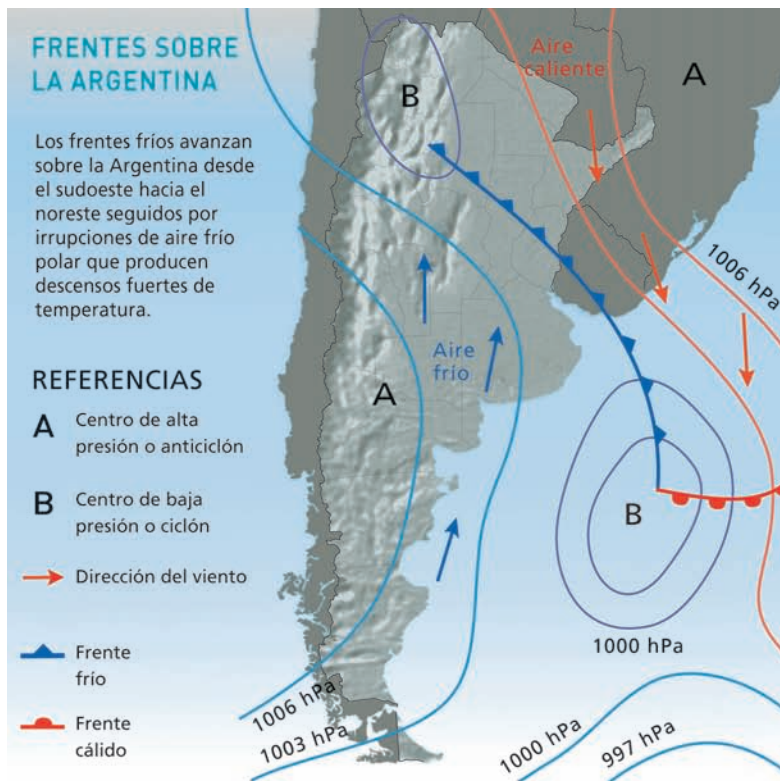 FRENTES SOBRE
LA ARGENTINA
Los frentes fríos avanzan
sobre la Argentina desde
el sudoeste hacia el
noreste seguidos por
irrupciones de aire frío
polar que producen
descensos fuertes de
temperatura.
REFERENCIAS
A Centro de alta
presión o anticiclón
B Centro de baja
presión o ciclón
Dirección del viento
Frente
frío
Frente
cálido
Aire
caliente
A
B
1006 hPa
Aire
frío
A
B
1000 hPa
1006 hPa
1003 hPa
1000 hPa
997 hPa